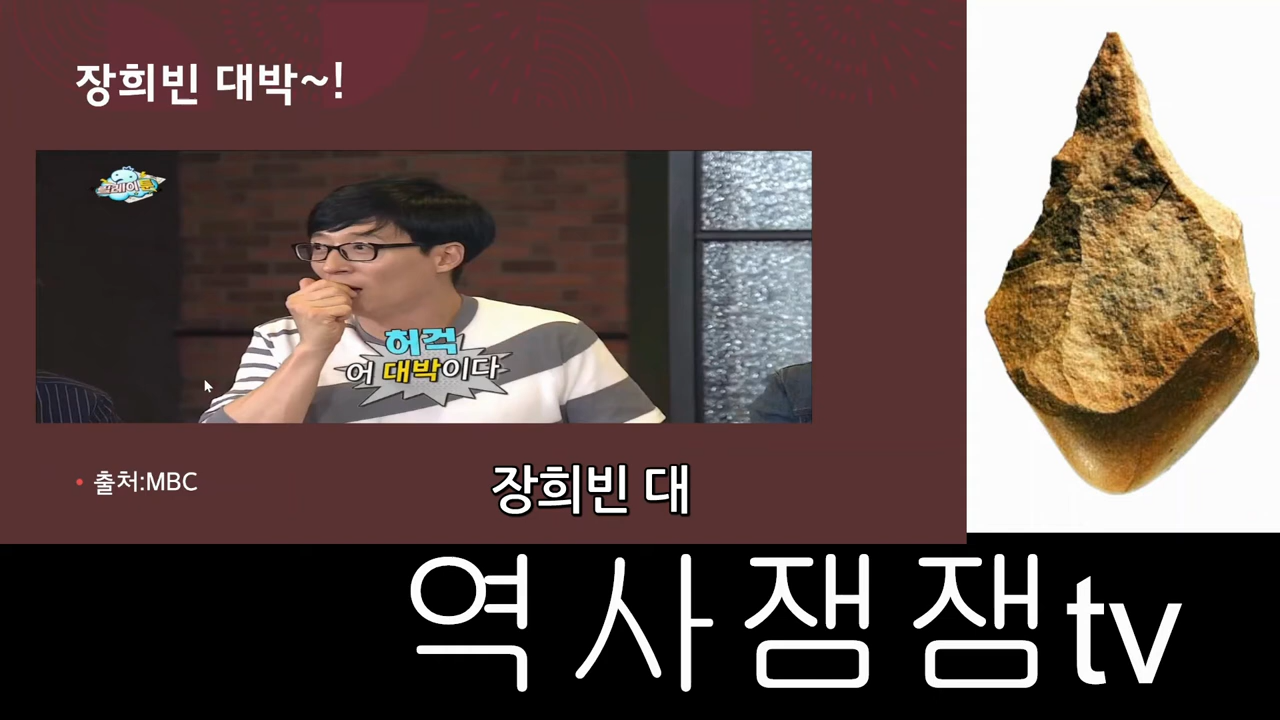 장희빈 대박~!
플레이툰
허걱
어 대박이다
출처:MBC
장희빈 대
역사잼잼tv